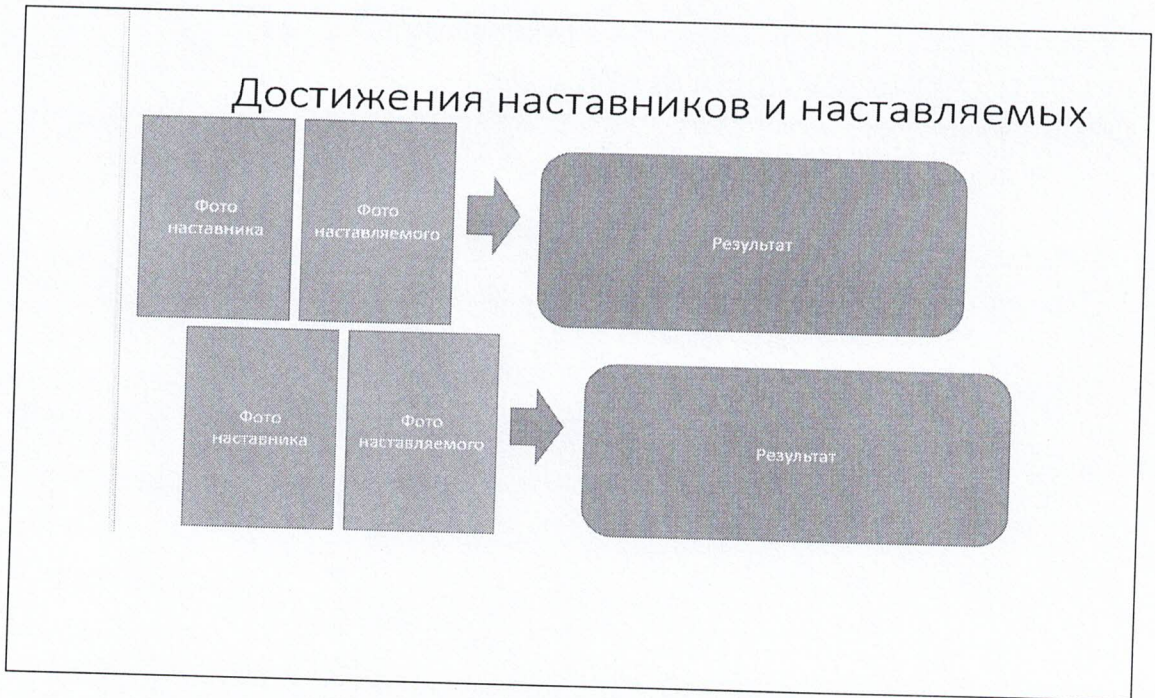 Достижения наставников и наставляемых
Фото
наставника
Фото
наставляемого
Результат
Фото
наставника
Фото
наставляемого
Результат